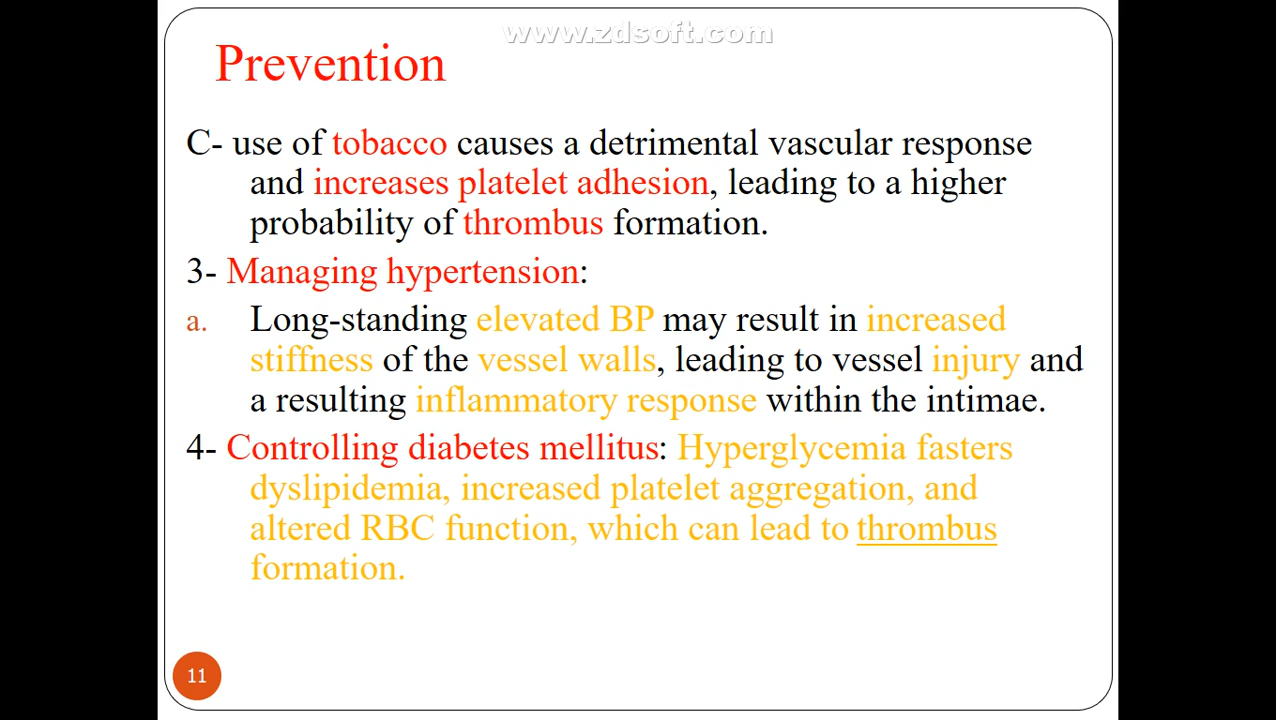 www.zdsoft.com
Prevention
C- use of tobacco causes a detrimental vascular response
and increases platelet adhesion, leading to a higher
probability of thrombus formation.
3- Managing hypertension:
a. Long-standing elevated BP may result in increased
stiffness of the vessel walls, leading to vessel injury and
a resulting inflammatory response within the intimae.
4- Controlling diabetes mellitus: Hyperglycemia fasters
dyslipidemia, increased platelet aggregation, and
altered RBC function, which can lead to thrombus
formation.
11